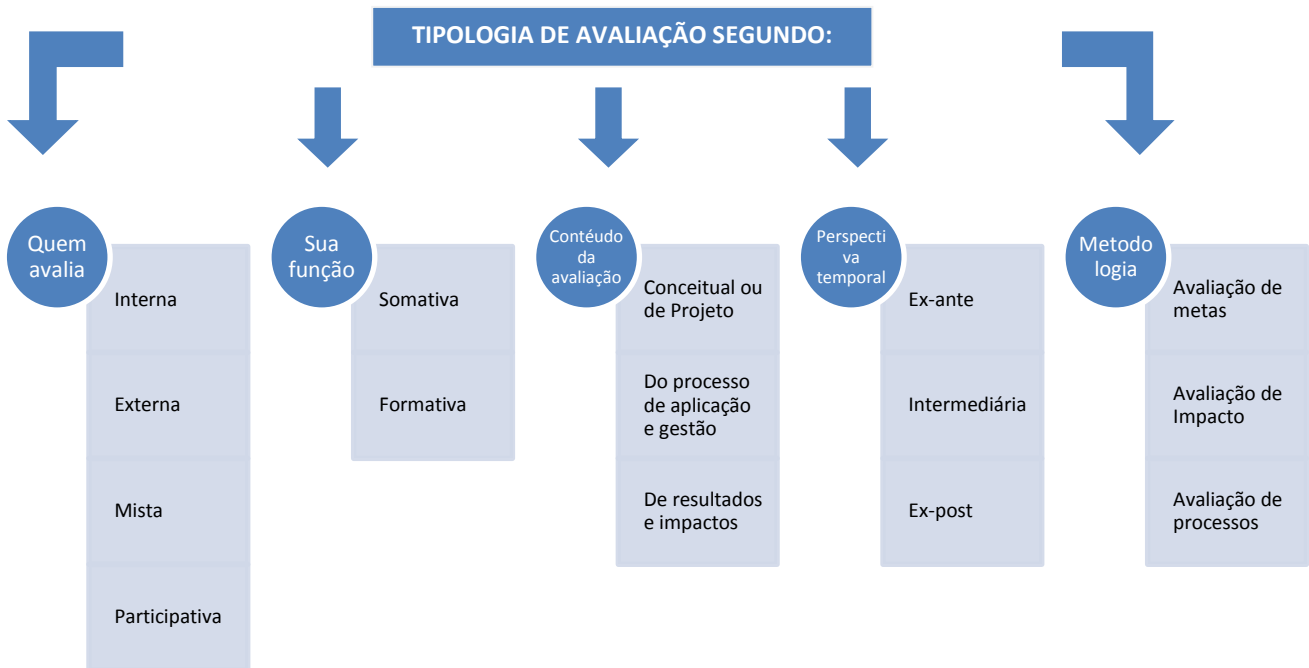 TIPOLOGIA DE AVALIAÇÃO SEGUNDO:
Quem
avalia
Interna
Externa
Mista
Participativa
Sua
função
Somativa
Formativa
Contéudo
da
avaliação
Conceitual ou
de Projeto
Do processo
de aplicação
e gestão
De resultados
e impactos
Perspecti
va
temporal
Ex-ante
Intermediária
Ex-post
Metodo
logia
Avaliação de
metas
Avaliação de
Impacto
Avaliação de
processos